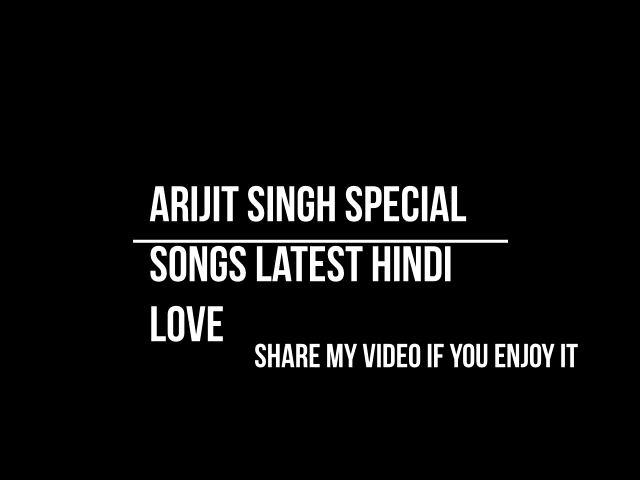 ARIJIT SINGH SPECIAL
SONGS LATEST HINDI
LOVE
SHARE MY VIDEO IF YOU ENJOY IT